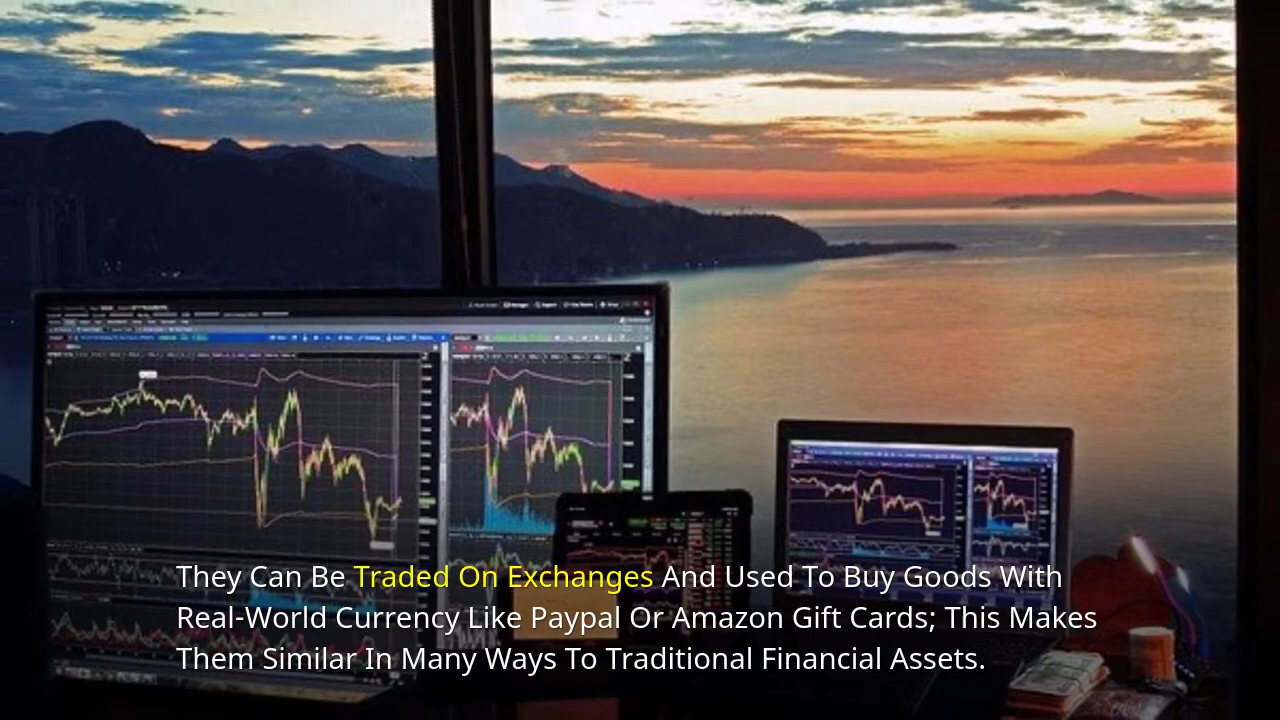 They Can Be Traded On Exchanges And Used To Buy Goods With
Real-World Currency Like Paypal Or Amazon Gift Cards; This Makes
Them Similar In Many Ways To Traditional Financial Assets.